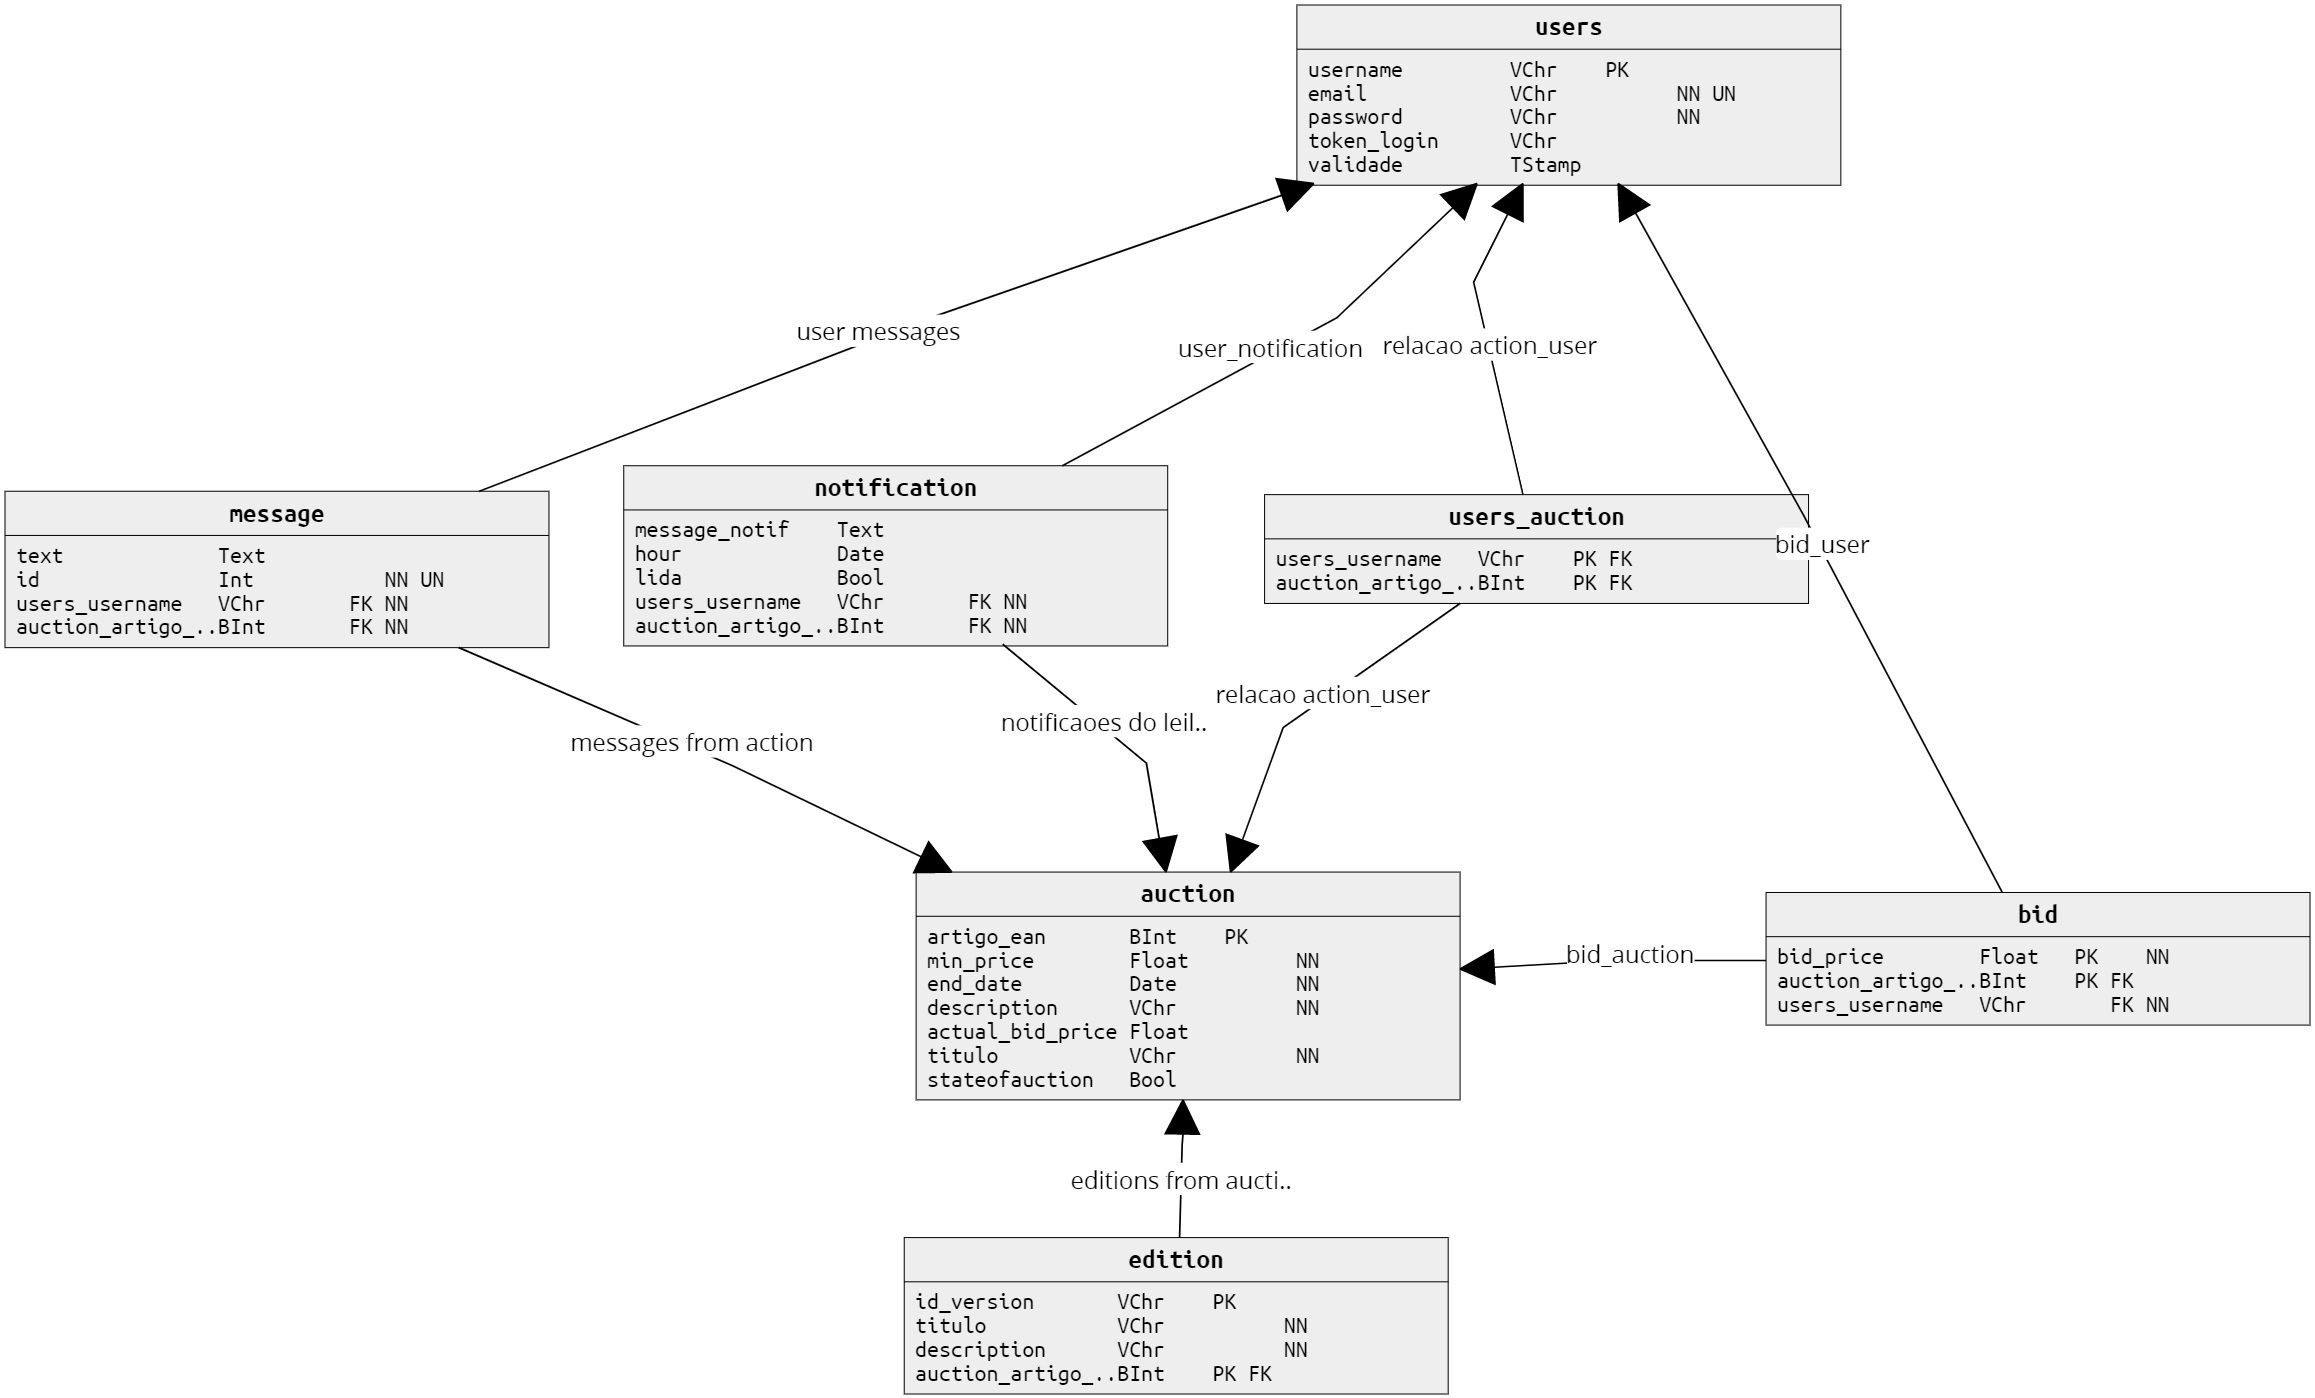 users
username VChr PK
email VChr NN UN
password VChr NN
token_login VChr
validade TStamp
user messages
user_notification
relacao action_user
message
text Text
id Int NN UN
users_username VChr FK NN
auction_artigo_..BInt FK NN
notification
message_notif Text
hour Date
lida Bool
users_username VChr FK NN
auction_artigo_..BInt FK NN
users_auction
users_username VChr PK FK
auction_artigo_..BInt PK FK
bid_user
messages from action
notificaoes do leil..
relacao action_user
auction
artigo_ean BInt PK
min_price Float NN
end_date Date NN
description VChr NN
actual_bid_price Float
titulo VChr NN
stateofauction Bool
bid_auction
bid
bid_price Float PK NN
auction_artigo_..BInt PK FK
users_username VChr FK NN
editions from aucti..
edition
id_version VChr PK
titulo VChr NN
description VChr NN
auction_artigo_..BInt PK FK